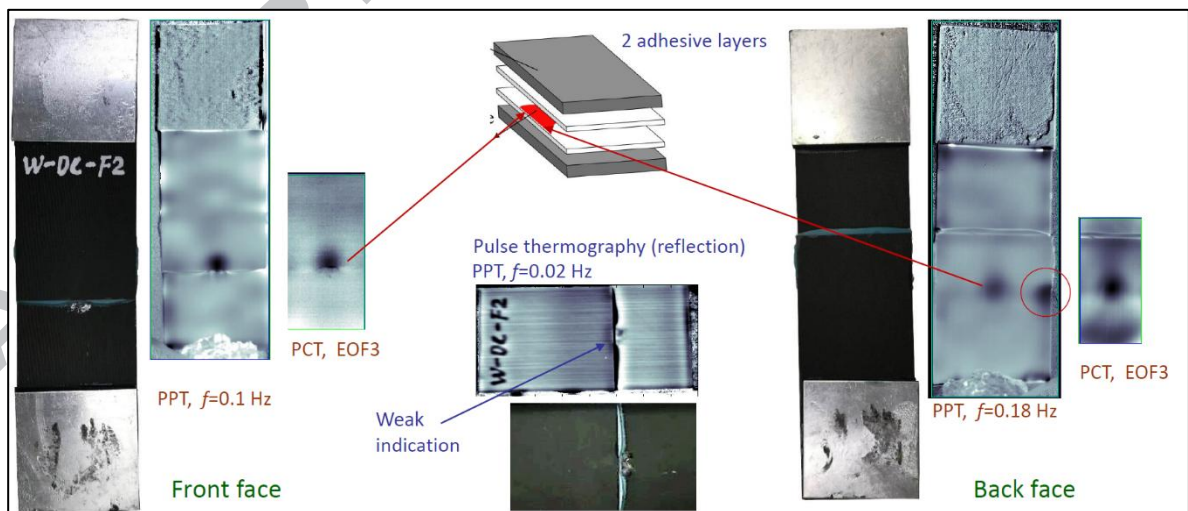 2 adhesive layers
W-DC-F2
Pulse thermography (reflection)
PPT, f=0.02 Hz
W-DC-F2
PCT, EOF3
PPT, f=0.1 Hz
Weak
indication
Front face
PCT, EOF3
PPT, f=0.18 Hz
Back face